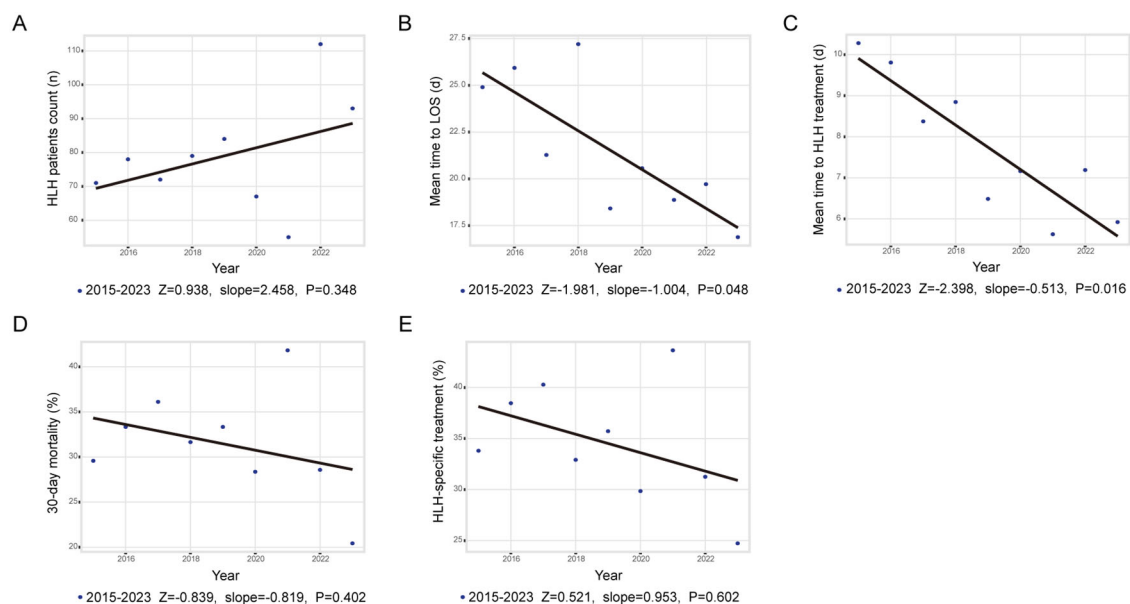 A
HLH patients count (n)
110
100
90
80
70
60
2016
2018
2020
2022
Year
2015-2023 Z=0.938, slope=2.458, P=0.348
B
Mean time to LOS (d)
27.5
25.0
22.5
20.0
17.5
2016
2018
2020
2022
Year
2015-2023 Z=-1.981, slope=-1.004, P=0.048
C
Mean time to HLH treatment (d)
10
9
8
7
6
2016
2018
2020
2022
Year
2015-2023 Z=-2.398, slope=-0.513, P=0.016
D
30-day mortality (%)
40
35
30
25
20
2016
2018
2020
2022
Year
2015-2023 Z=-0.839, slope=-0.819, P=0.402
E
HLH-specific treatment (%)
40
35
30
25
2016
2018
2020
2022
Year
2015-2023 Z=0.521, slope=0.953, P=0.602